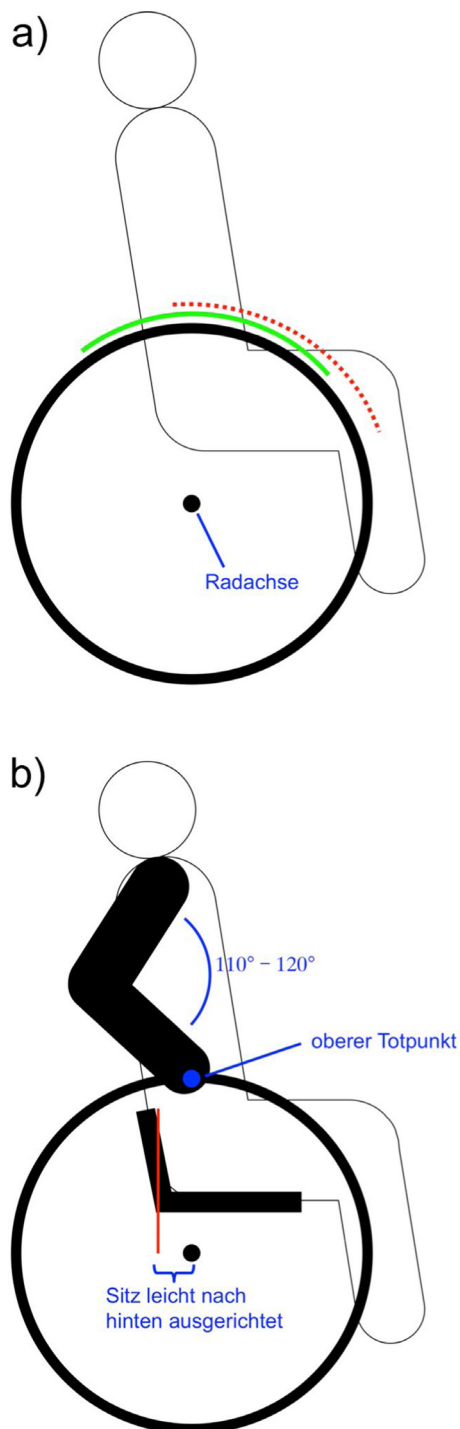 a)
Radachse
b)
110° – 120°
oberer Totpunkt
Sitz leicht nach
hinten ausgerichtet